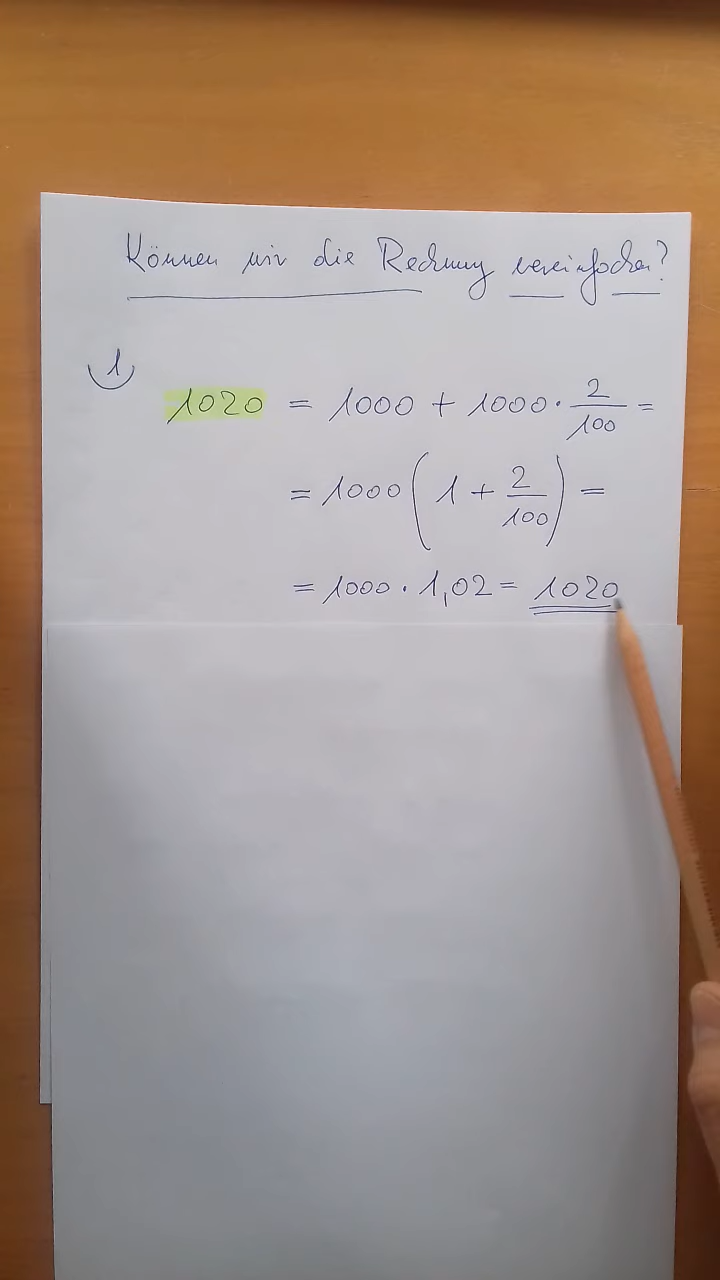 Können wir die Rechnung vereinfachen?
1
1020 = 1000 + 1000 · 2/100 =
= 1000 (1 + 2/100) =
= 1000 · 1,02 = 1020